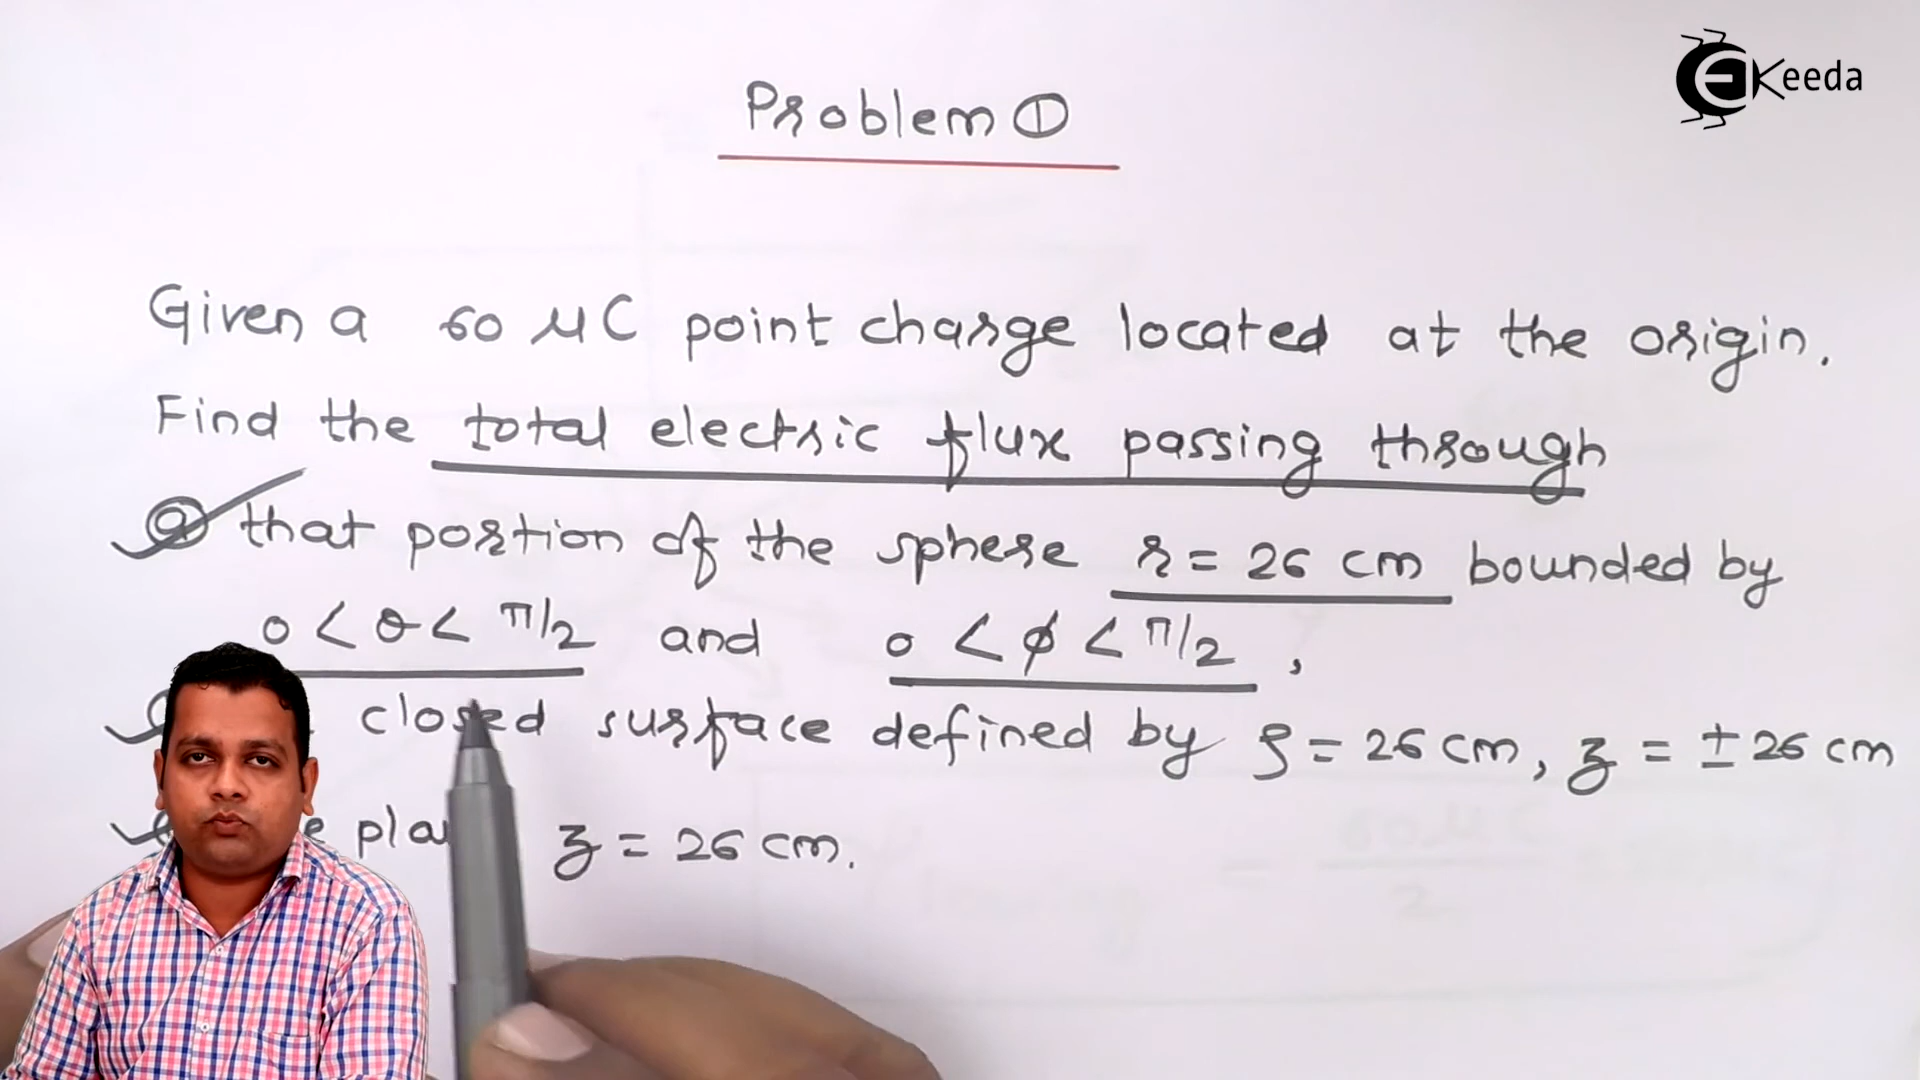 EKeeda
Problem ①
Given a 60 μC point charge located at the origin.
Find the total electric flux passing through
ⓐ that portion of the sphere r = 26 cm bounded by
0 < θ < π/2 and 0 < ϕ < π/2 ,
closed surface defined by ρ = 26 cm, z = ± 26 cm
z = 26 cm.